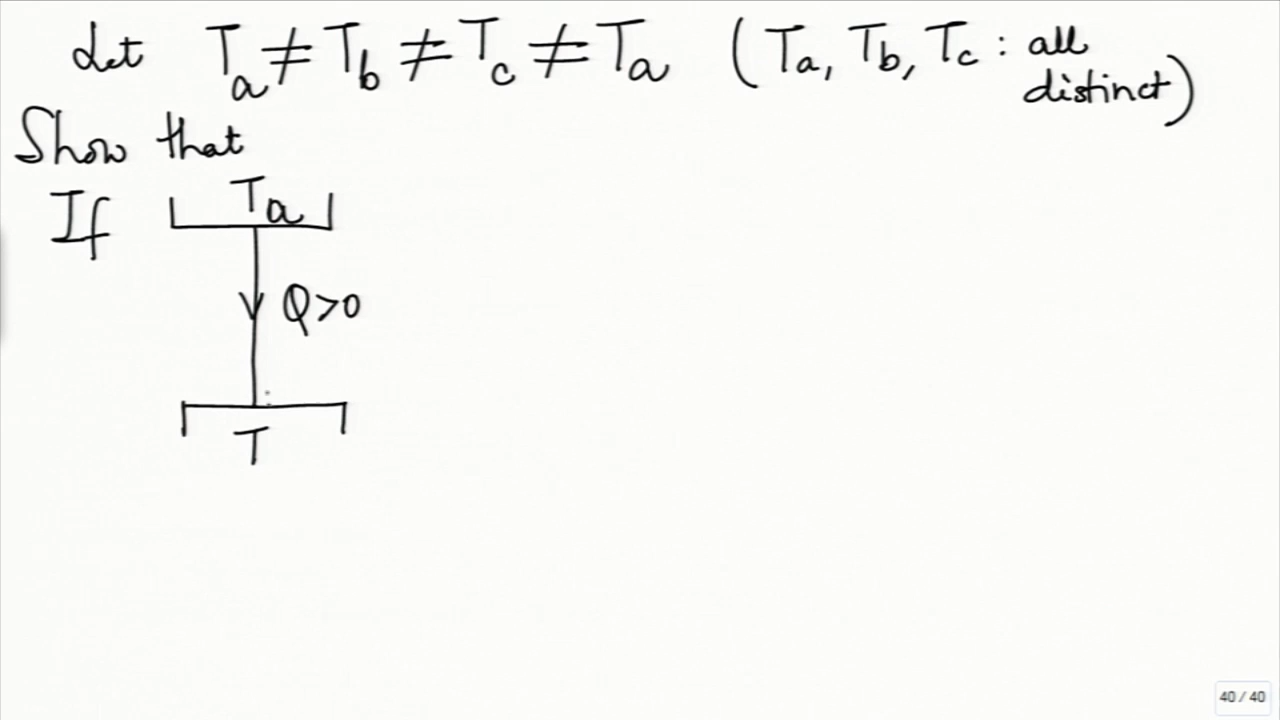 Let Ta ≠ Tb ≠ Tc ≠ Ta (Ta, Tb, Tc : all
distinct)
Show that
If Ta
Q>0
T
40 / 40